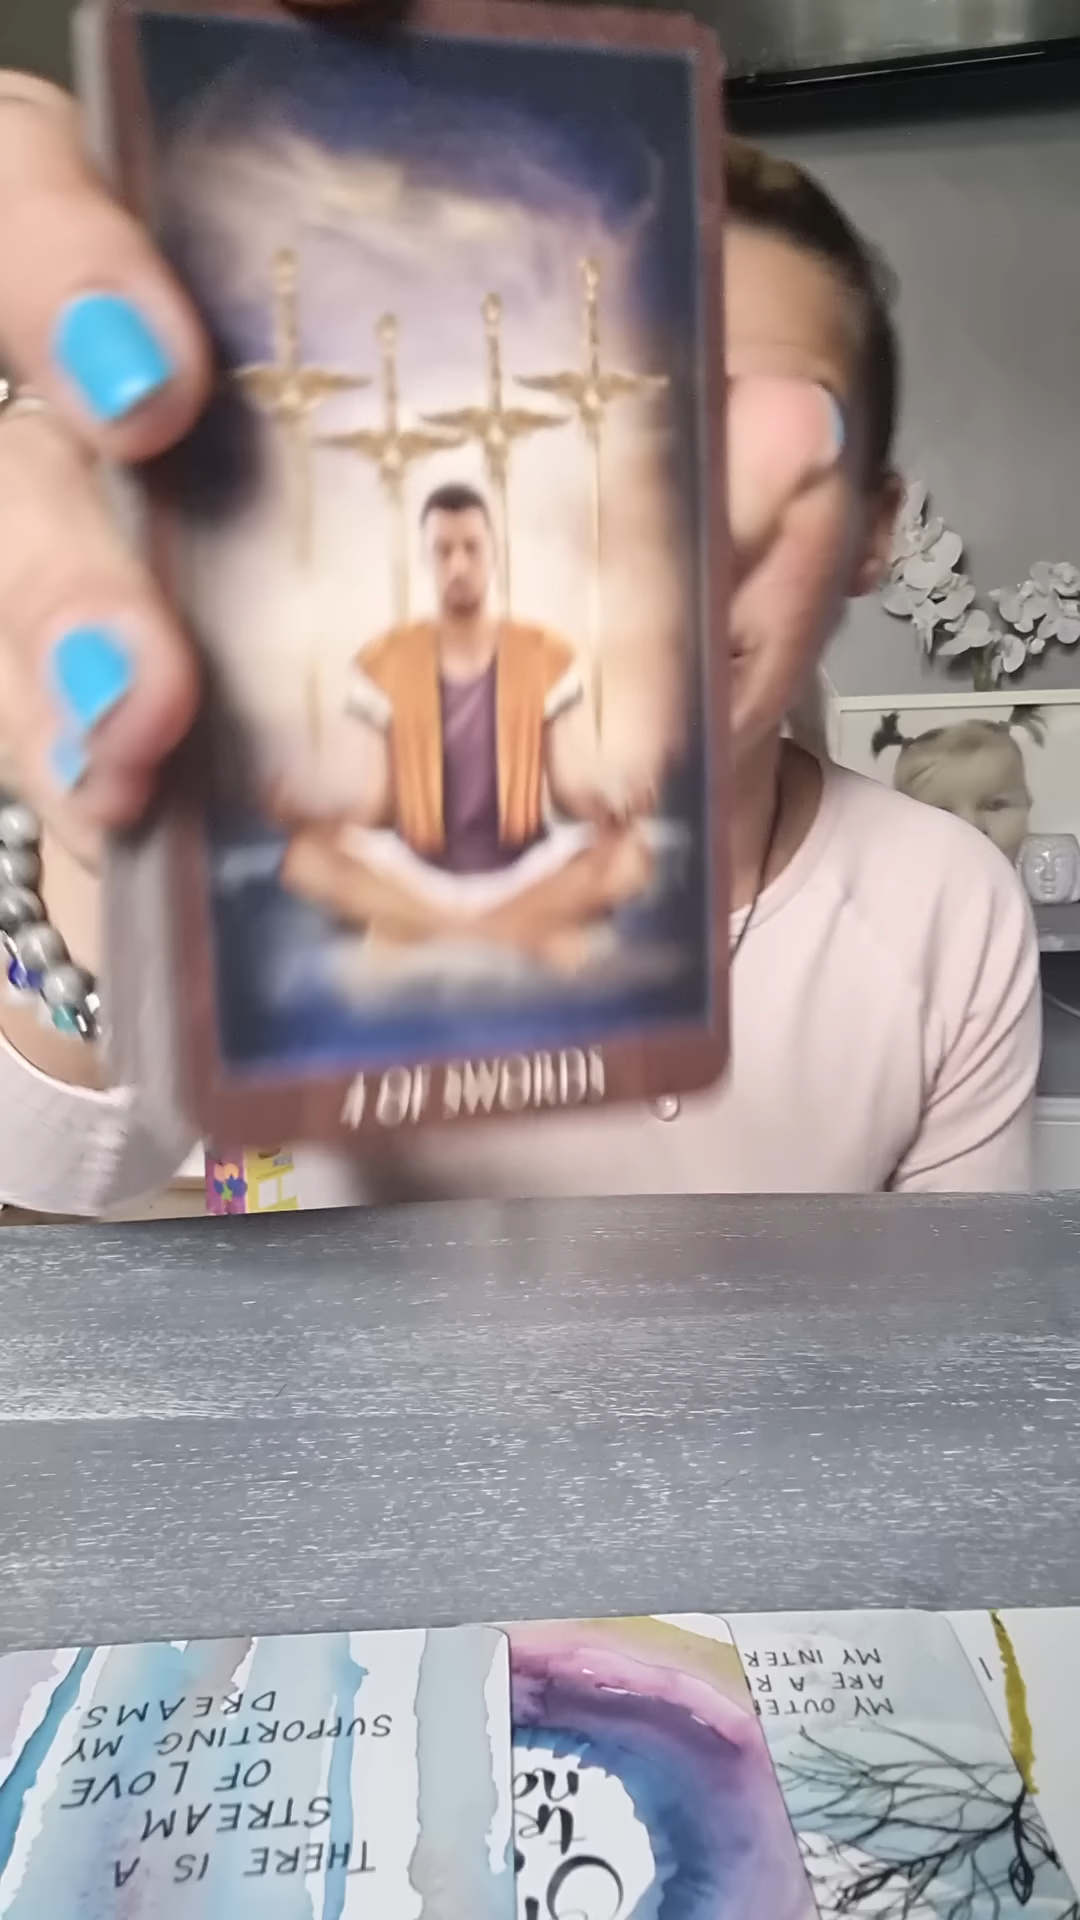 4 OF SWORDS
THERE IS A
STREAM
OF LOVE
SUPPORTING MY
DREAMS.
MY OUTER
ARE A
MY INTER